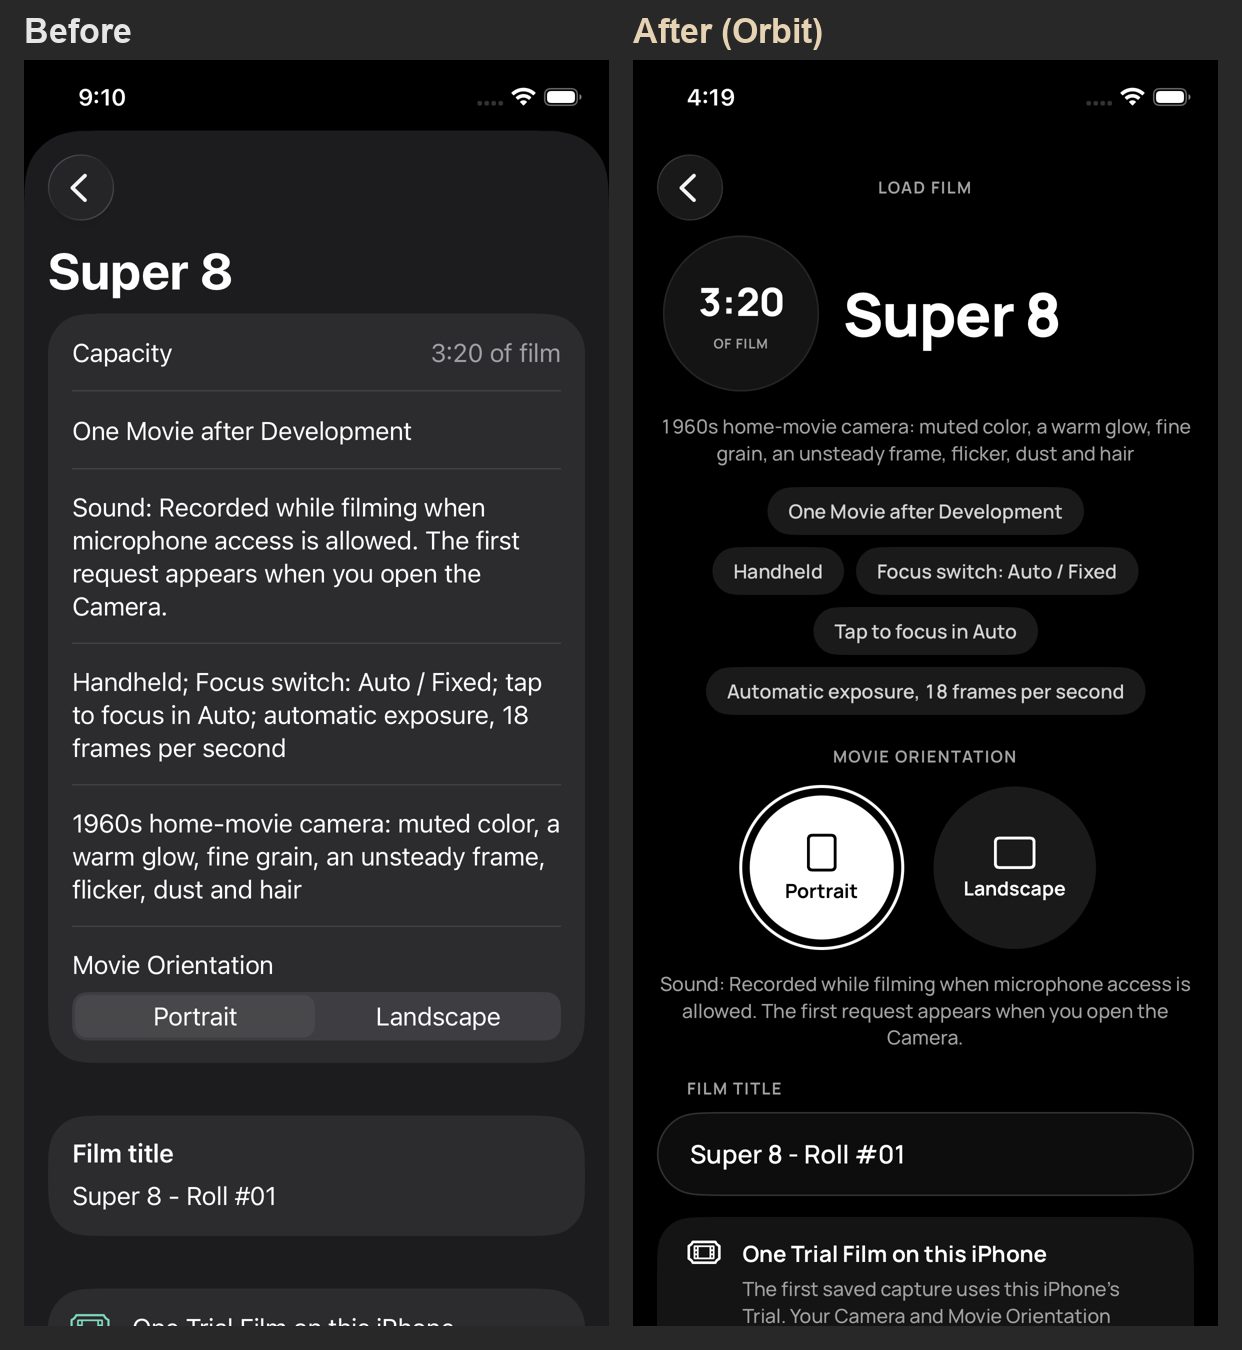 Before
9:10
Super 8
Capacity 3:20 of film
One Movie after Development
Sound: Recorded while filming when
microphone access is allowed. The first
request appears when you open the
Camera.
Handheld; Focus switch: Auto / Fixed; tap
to focus in Auto; automatic exposure, 18
frames per second
1960s home-movie camera: muted color, a
warm glow, fine grain, an unsteady frame,
flicker, dust and hair
Movie Orientation
Portrait Landscape
Film title
Super 8 - Roll #01
One Trial Film on this iPhone
After (Orbit)
4:19
LOAD FILM
3:20
OF FILM
Super 8
1960s home-movie camera: muted color, a warm glow, fine
grain, an unsteady frame, flicker, dust and hair
One Movie after Development
Handheld Focus switch: Auto / Fixed
Tap to focus in Auto
Automatic exposure, 18 frames per second
MOVIE ORIENTATION
Portrait Landscape
Sound: Recorded while filming when microphone access is
allowed. The first request appears when you open the
Camera.
FILM TITLE
Super 8 - Roll #01
One Trial Film on this iPhone
The first saved capture uses this iPhone's
Trial. Your Camera and Movie Orientation